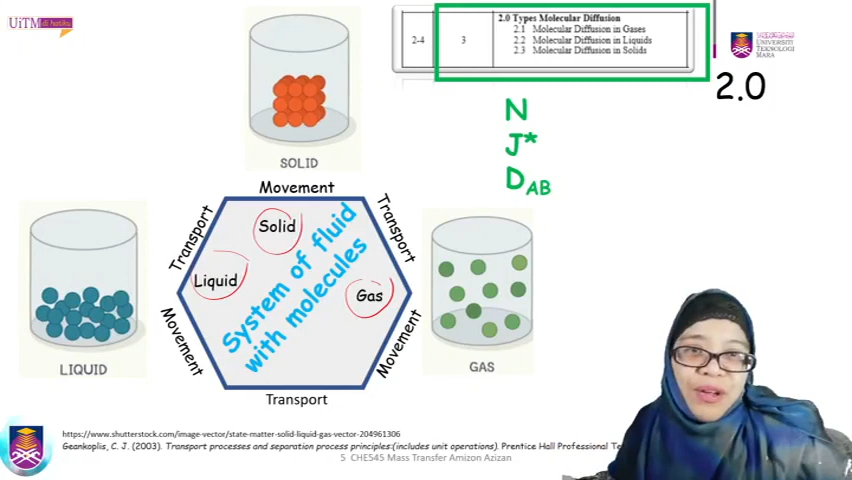 UiTM di hatiku
2-4
3
2.0 Types Molecular Diffusion
2.1 Molecular Diffusion in Gases
2.2 Molecular Diffusion in Liquids
2.3 Molecular Diffusion in Solids
UNIVERSITI
TEKNOLOGI
MARA
2.0
N
J*
DAB
SOLID
Movement
Transport
Transport
Solid
Liquid
Gas
System of fluid
with molecules
Movement
Movement
Transport
LIQUID
GAS
https://www.shutterstock.com/image-vector/state-matter-solid-liquid-gas-vector-204961306
Geankoplis, C. J. (2003). Transport processes and separation process principles:(includes unit operations). Prentice Hall Professional
5 CHE545 Mass Transfer Amizon Azizan